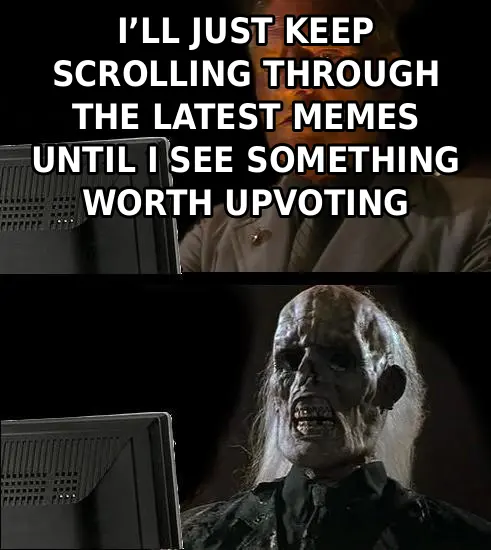 I’LL JUST KEEP
SCROLLING THROUGH
THE LATEST MEMES
UNTIL I SEE SOMETHING
WORTH UPVOTING